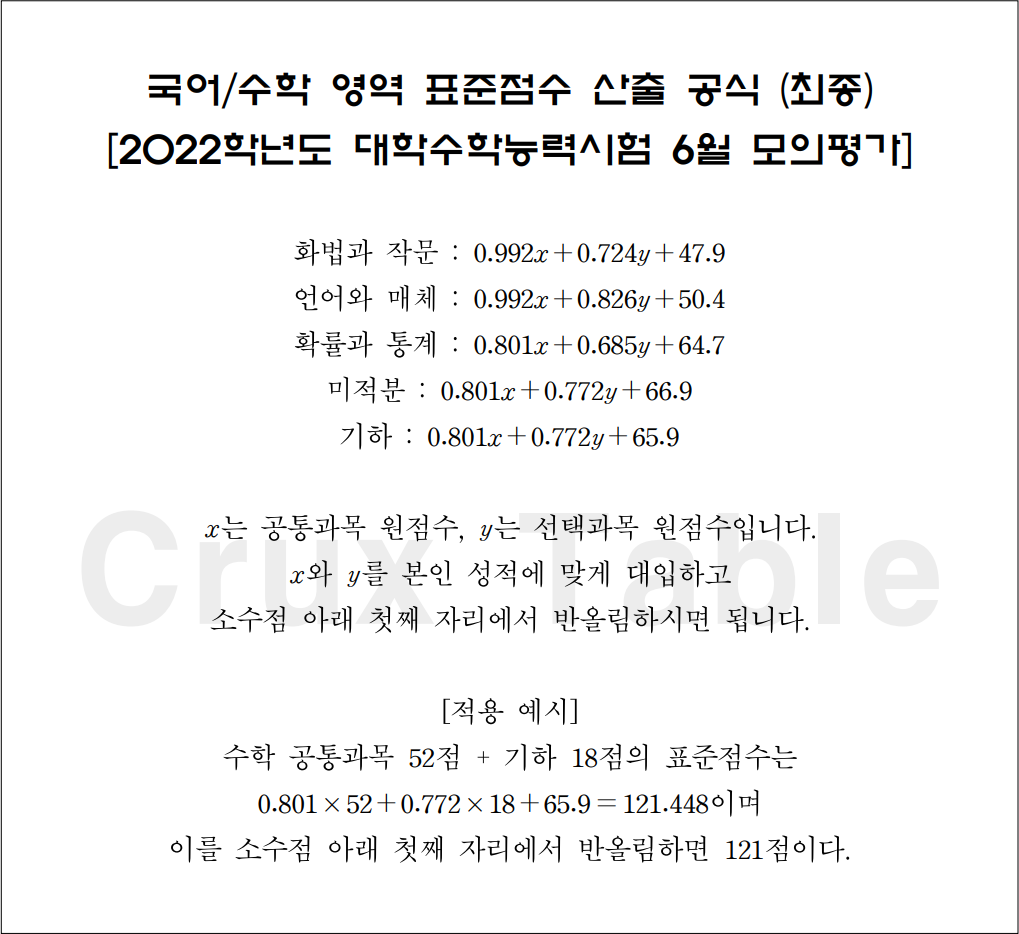 국어/수학 영역 표준점수 산출 공식 (최종)
[2022학년도 대학수학능력시험 6월 모의평가]
화법과 작문 : 0.992x+0.724y+47.9
언어와 매체 : 0.992x+0.826y+50.4
확률과 통계 : 0.801x+0.685y+64.7
미적분 : 0.801x+0.772y+66.9
기하 : 0.801x+0.772y+65.9
Crux Table
x는 공통과목 원점수, y는 선택과목 원점수입니다.
x와 y를 본인 성적에 맞게 대입하고
소수점 아래 첫째 자리에서 반올림하시면 됩니다.
[적용 예시]
수학 공통과목 52점 + 기하 18점의 표준점수는
0.801×52+0.772×18+65.9=121.448이며
이를 소수점 아래 첫째 자리에서 반올림하면 121점이다.